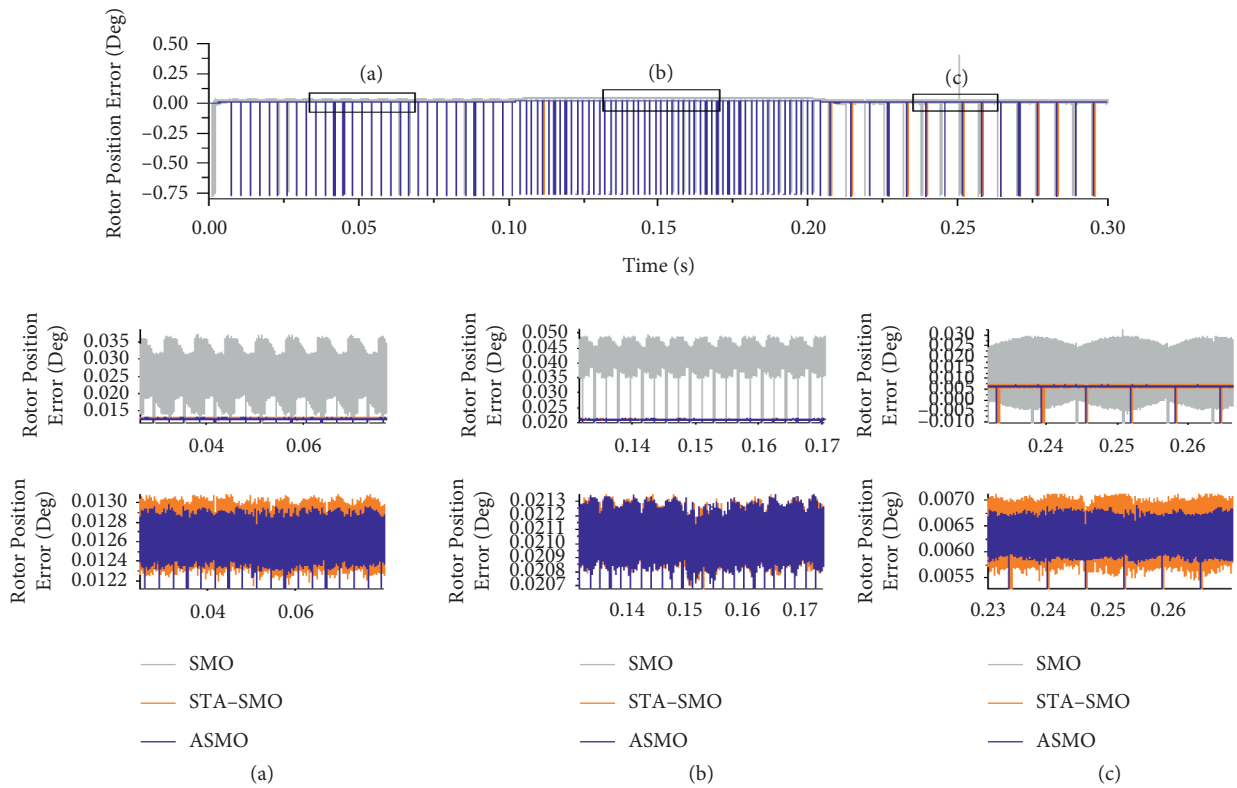 Rotor Position Error (Deg)
0.50
0.25
0.00
−0.25
−0.50
−0.75
(a)
(b)
(c)
0.00
0.05
0.10
0.15
0.20
0.25
0.30
Time (s)
Rotor Position
Error (Deg)
0.035
0.030
0.025
0.020
0.015
0.04
0.06
Rotor Position
Error (Deg)
0.050
0.045
0.040
0.035
0.030
0.025
0.020
0.14
0.15
0.16
0.17
Rotor Position
Error (Deg)
0.030
0.025
0.020
0.015
0.010
0.005
0.000
−0.005
−0.010
0.24
0.25
0.26
Rotor Position
Error (Deg)
0.0130
0.0128
0.0126
0.0124
0.0122
0.04
0.06
Rotor Position
Error (Deg)
0.0213
0.0212
0.0211
0.0210
0.0209
0.0208
0.0207
0.14
0.15
0.16
0.17
Rotor Position
Error (Deg)
0.0070
0.0065
0.0060
0.0055
0.23
0.24
0.25
0.26
SMO
STA–SMO
ASMO
(a)
SMO
STA–SMO
ASMO
(b)
SMO
STA–SMO
ASMO
(c)